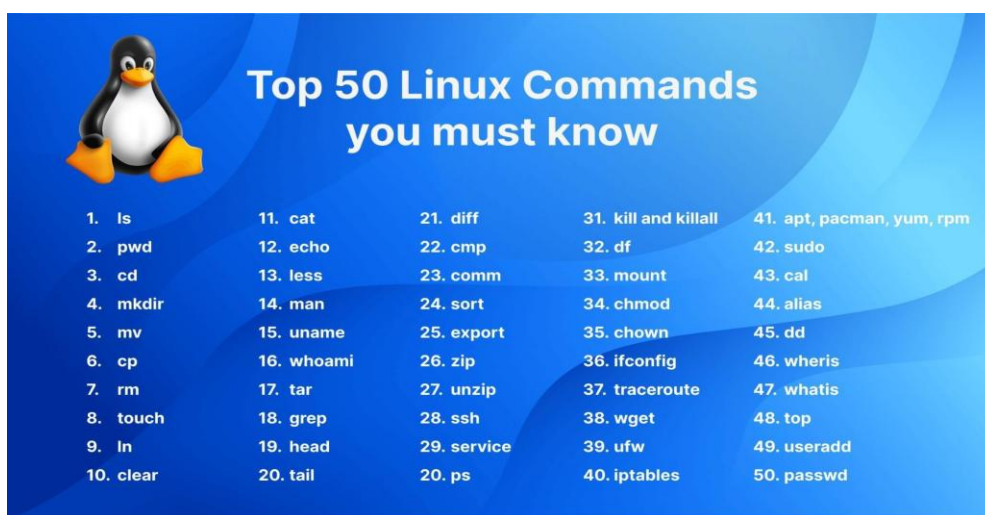 Top 50 Linux Commands
you must know
1. ls
2. pwd
3. cd
4. mkdir
5. mv
6. cp
7. rm
8. touch
9. ln
10. clear
11. cat
12. echo
13. less
14. man
15. uname
16. whoami
17. tar
18. grep
19. head
20. tail
21. diff
22. cmp
23. comm
24. sort
25. export
26. zip
27. unzip
28. ssh
29. service
20. ps
31. kill and killall
32. df
33. mount
34. chmod
35. chown
36. ifconfig
37. traceroute
38. wget
39. ufw
40. iptables
41. apt, pacman, yum, rpm
42. sudo
43. cal
44. alias
45. dd
46. wheris
47. whatis
48. top
49. useradd
50. passwd